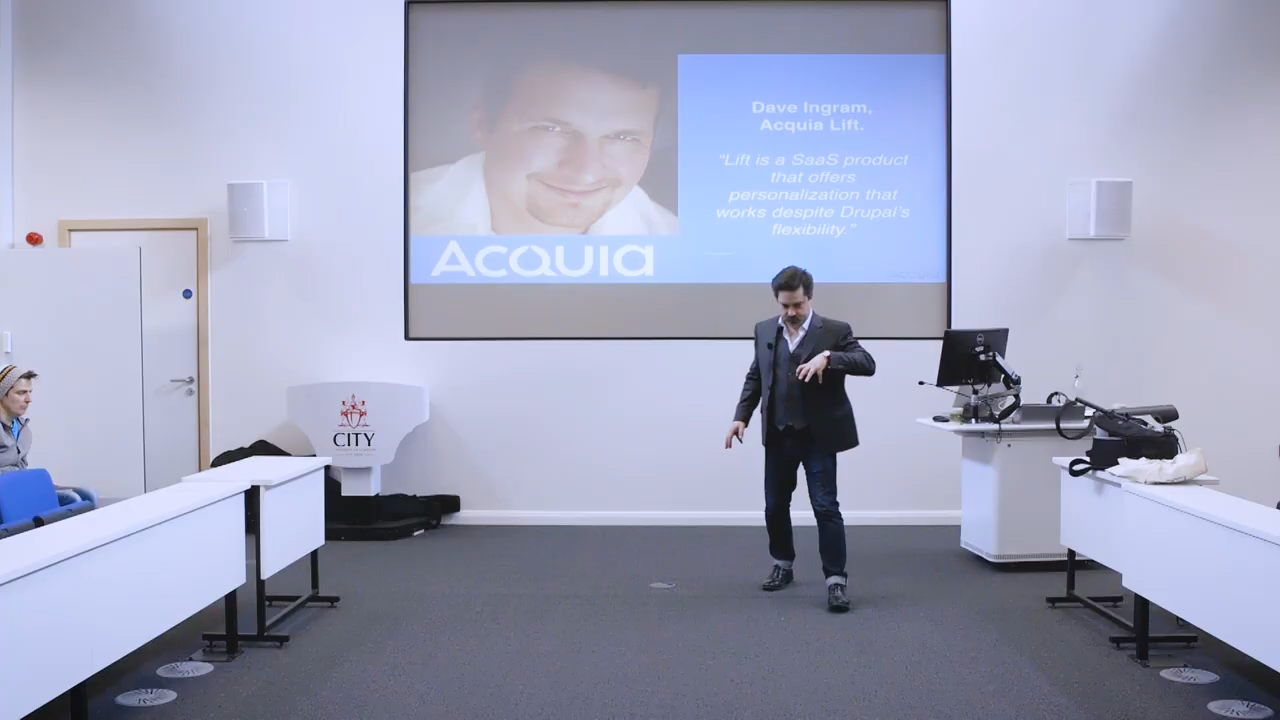 Dave Ingram,
Acquia Lift.
"Lift is a SaaS product
that offers
personalization that
works despite Drupal's
flexibility."
ACQUIA
CITY